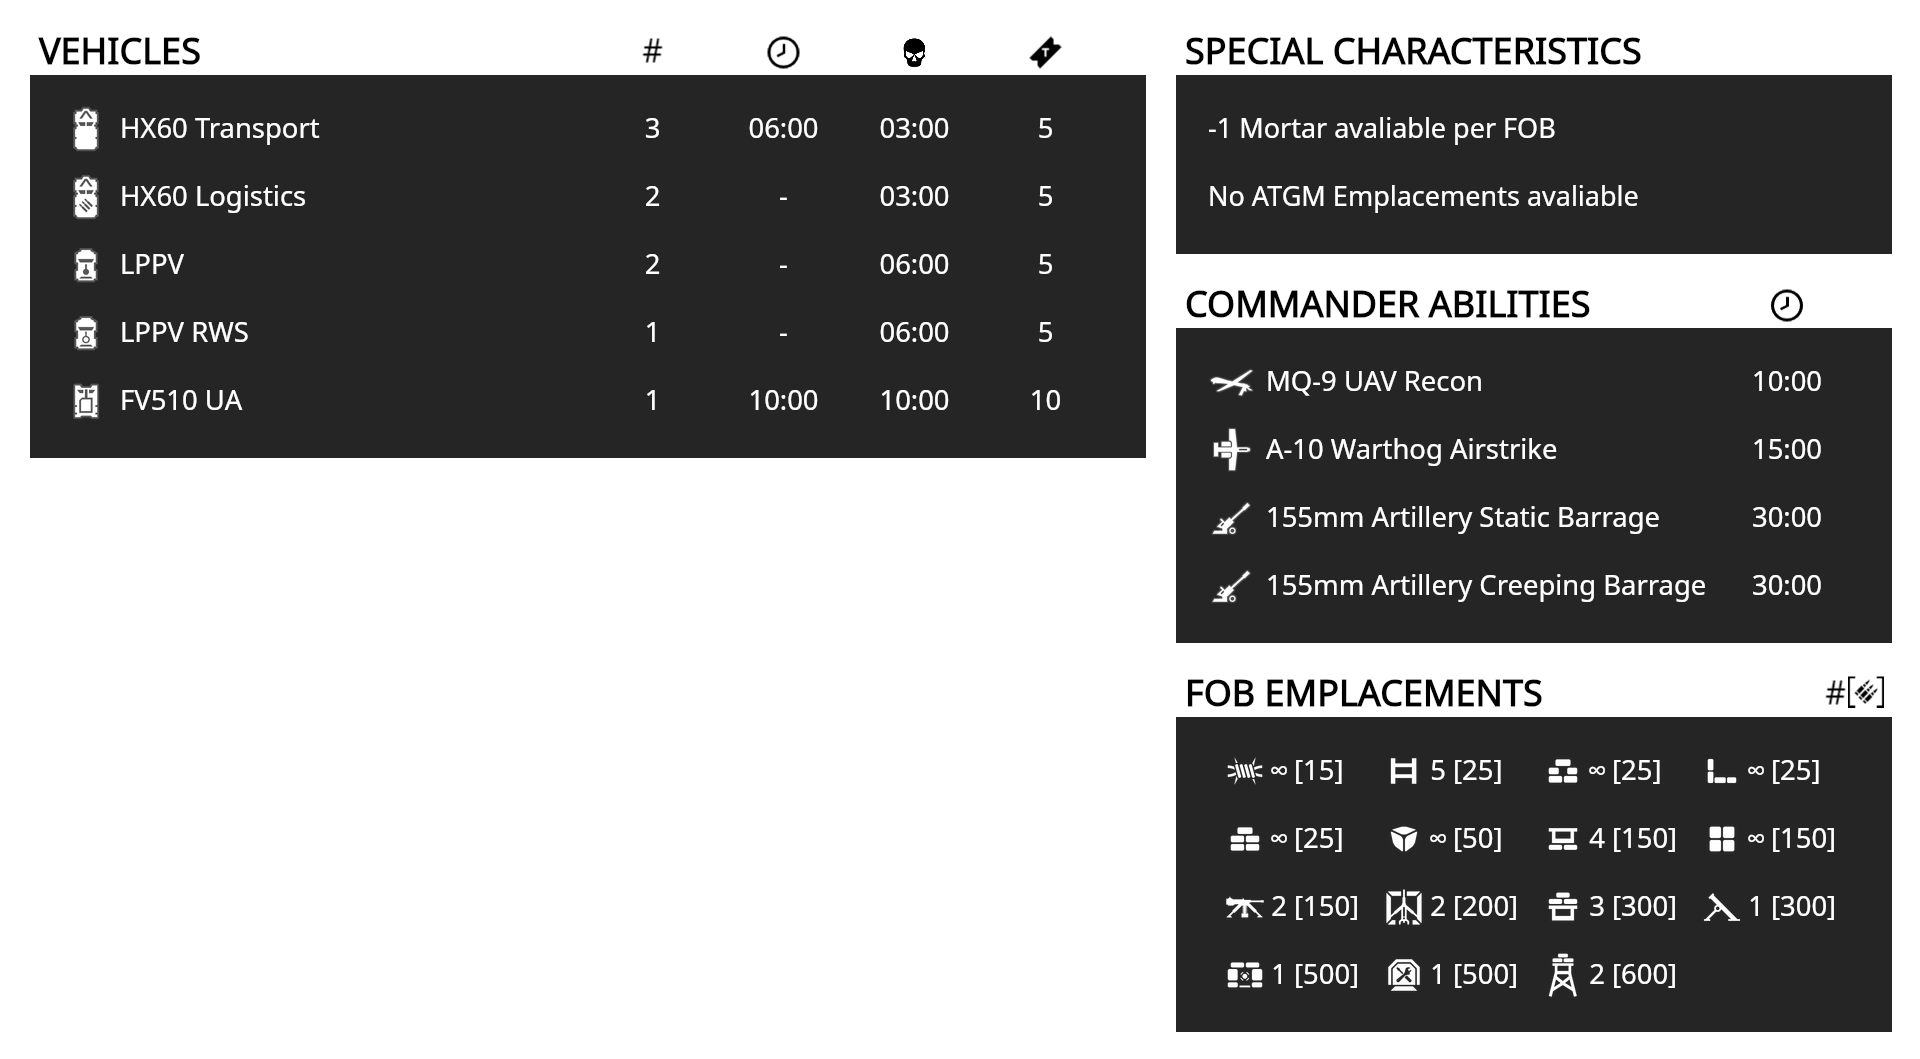 VEHICLES #
HX60 Transport 3 06:00 03:00 5
HX60 Logistics 2 - 03:00 5
LPPV 2 - 06:00 5
LPPV RWS 1 - 06:00 5
FV510 UA 1 10:00 10:00 10
SPECIAL CHARACTERISTICS
-1 Mortar avaliable per FOB
No ATGM Emplacements avaliable
COMMANDER ABILITIES
MQ-9 UAV Recon 10:00
A-10 Warthog Airstrike 15:00
155mm Artillery Static Barrage 30:00
155mm Artillery Creeping Barrage 30:00
FOB EMPLACEMENTS #[]
∞ [15] 5 [25] ∞ [25] ∞ [25]
∞ [25] ∞ [50] 4 [150] ∞ [150]
2 [150] 2 [200] 3 [300] 1 [300]
1 [500] 1 [500] 2 [600]